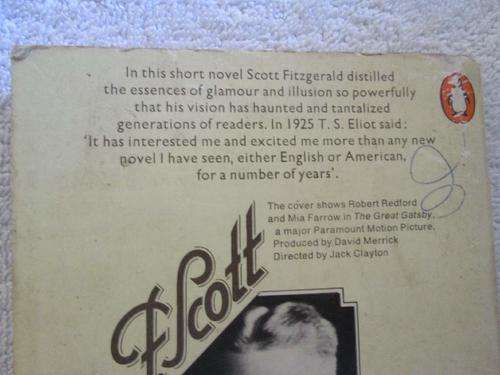 In this short novel Scott Fitzgerald distilled
the essences of glamour and illusion so powerfully
that his vision has haunted and tantalized
generations of readers. In 1925 T. S. Eliot said:
'It has interested me and excited me more than any new
novel I have seen, either English or American,
for a number of years'.
The cover shows Robert Redford
and Mia Farrow in The Great Gatsby,
a major Paramount Motion Picture,
Produced by David Merrick
Directed by Jack Clayton
F. Scott